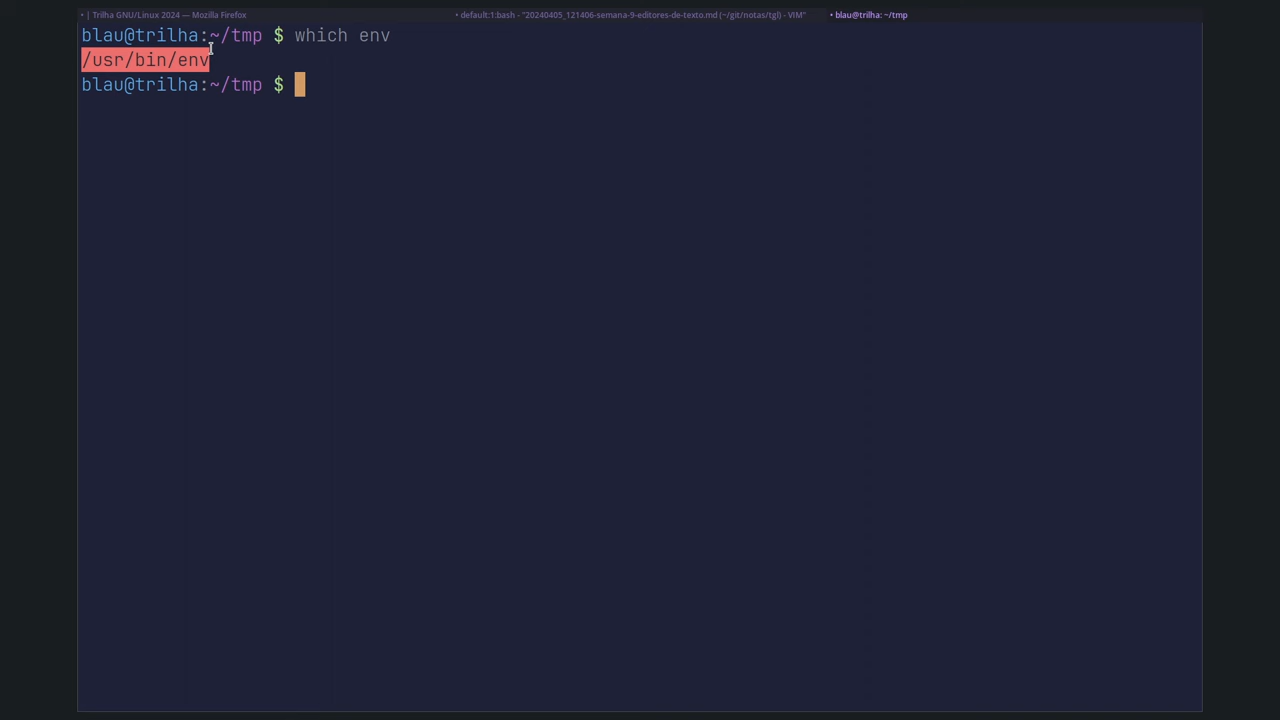 • | Trilha GNU/Linux 2024 — Mozilla Firefox • default:1:bash - "20240405_121406-semana-9-editores-de-texto.md (~/git/notas/tgl) - VIM" • blau@trilha: ~/tmp
blau@trilha:~/tmp $ which env
/usr/bin/env
blau@trilha:~/tmp $